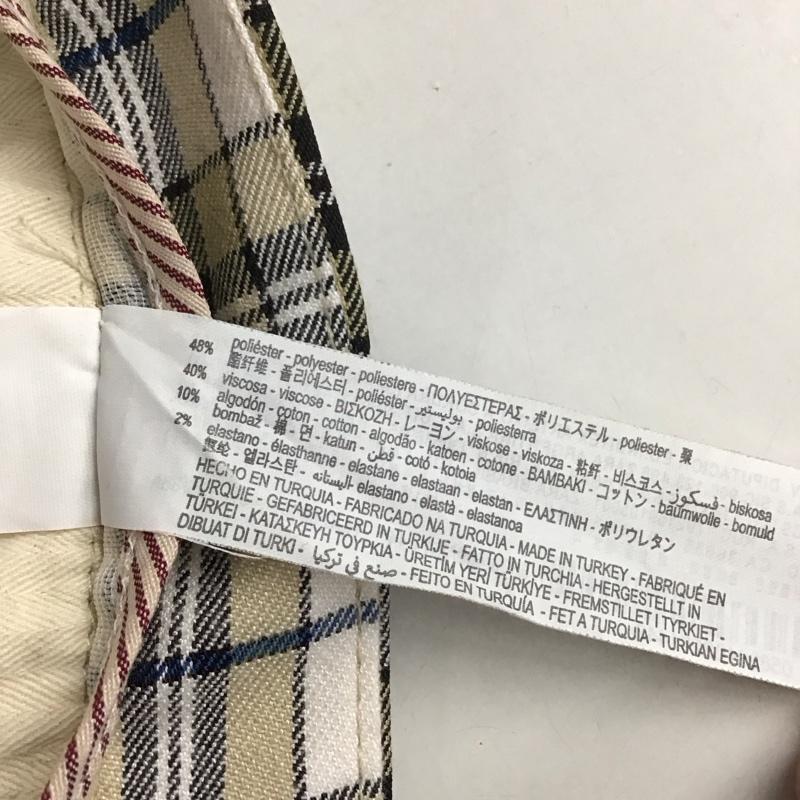 48% poliéster - polyester - poliestere - ΠΟΛΥΕΣΤΕΡΑΣ - ポリエステル - poliester - 聚
酯纤维 - 폴리에스터 - poliéster - بوليستير - poliesterra
40% viscosa - viscose - ΒΙΣΚΟΖΗ - レーヨン - viscose - viskoza - 粘纤 - 비스코스 - فسكوز - biskosa
10% algodón - coton - cotton - algodão - katoen - cotone - BAMBAKI - コットン - baumwolle - bomuld
bombaž - 棉 - 면 - katun - قطن - cotó - kotoia
2% elastano - élasthanne - elastane - elastaan - elastan - ΕΛΑΣΤΙΝΗ - ポリウレタン
氨纶 - 엘라스탄 - الستانه elastano - elastà - elastanoa
HECHO EN TURQUIA - FABRICADO NA TURQUIA - MADE IN TURKEY - FABRIQUÉ EN
TURQUIE - GEFABRICEERD IN TURKIJE - FATTO IN TURCHIA - HERGESTELLT IN
TÜRKEI - ΚΑΤΑΣΚΕΥΗ ΤΟΥΡΚΙΑ - ÜRETİM YERİ TÜRKİYE - FREMSTILLET I TYRKIET -
DIBUAT DI TURKI - صنع في تركيا - FEITO EN TURQUÍA - FET A TURQUIA - TURKIAN EGINA